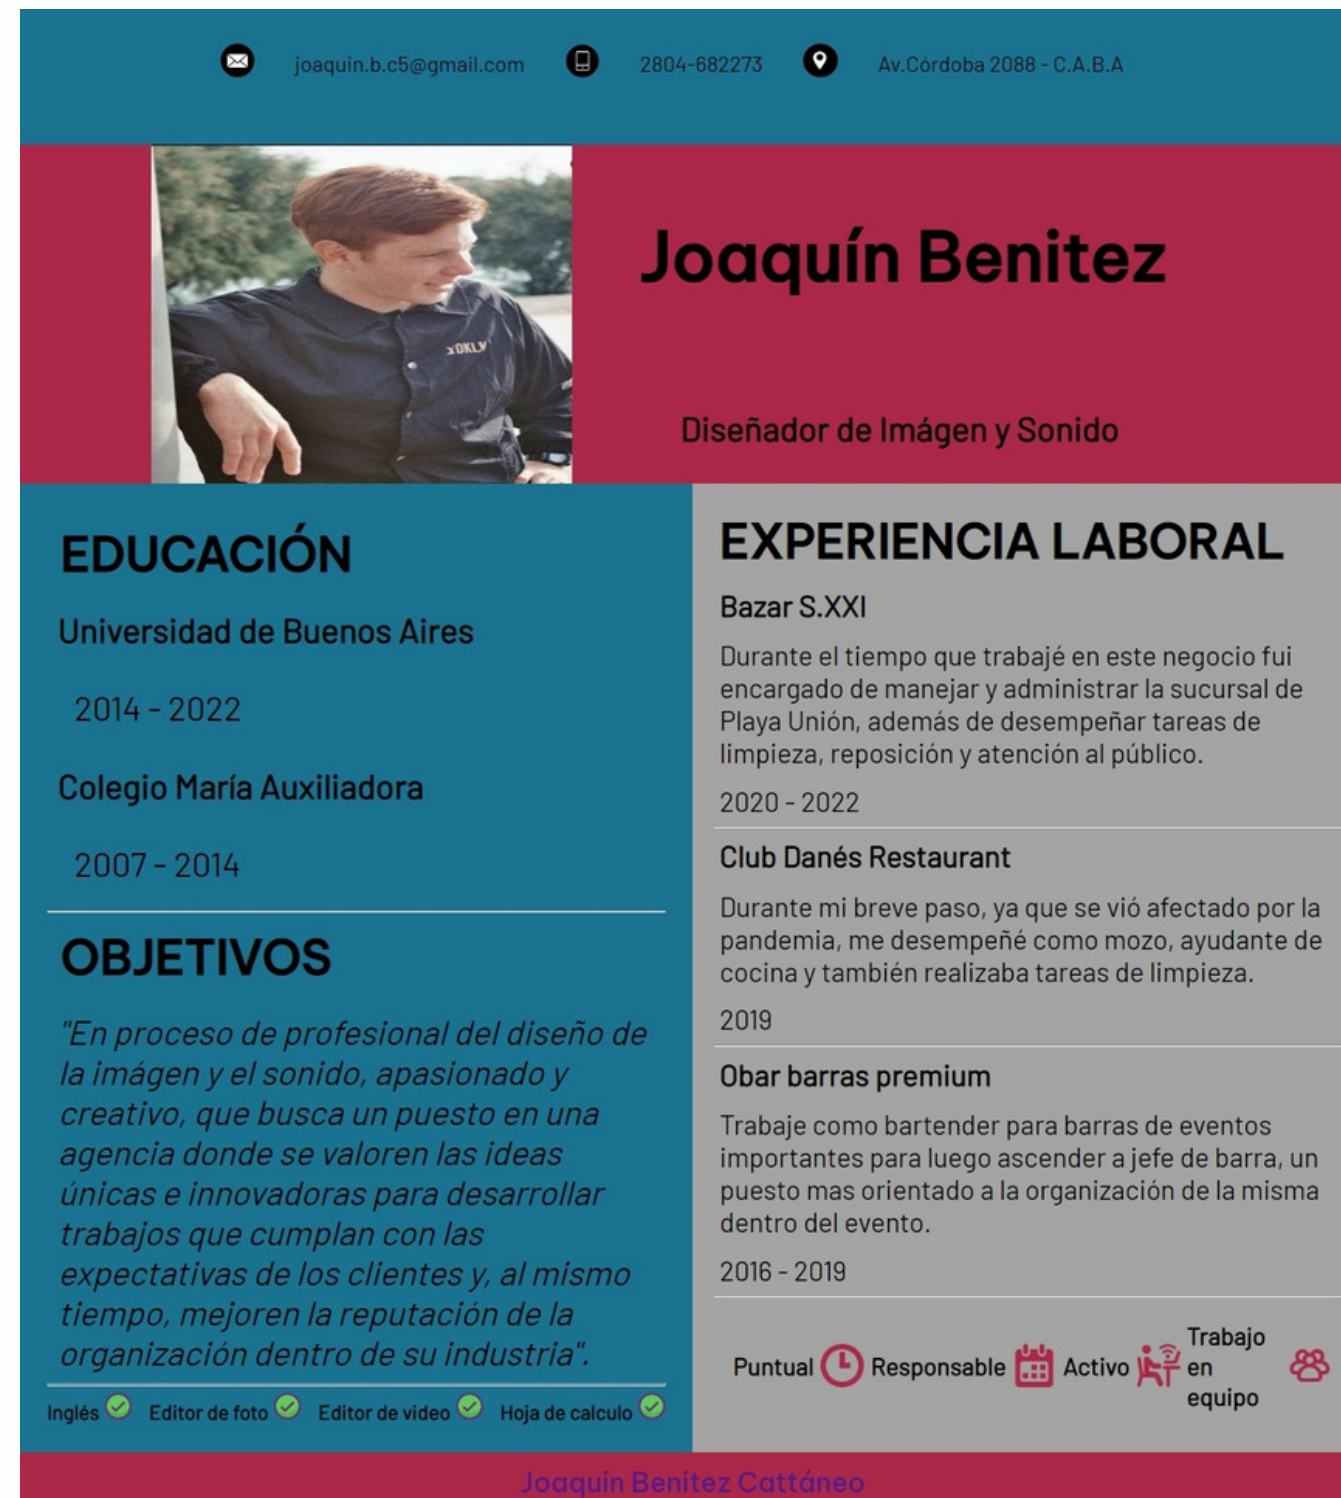 joaquin.b.c5@gmail.com 2804-682273 Av.Córdoba 2088 - C.A.B.A
Joaquín Benitez
Diseñador de Imágen y Sonido
EDUCACIÓN
Universidad de Buenos Aires
2014 - 2022
Colegio María Auxiliadora
2007 - 2014
OBJETIVOS
"En proceso de profesional del diseño de
la imágen y el sonido, apasionado y
creativo, que busca un puesto en una
agencia donde se valoren las ideas
únicas e innovadoras para desarrollar
trabajos que cumplan con las
expectativas de los clientes y, al mismo
tiempo, mejoren la reputación de la
organización dentro de su industria".
Inglés Editor de foto Editor de video Hoja de calculo
EXPERIENCIA LABORAL
Bazar S.XXI
Durante el tiempo que trabajé en este negocio fui
encargado de manejar y administrar la sucursal de
Playa Unión, además de desempeñar tareas de
limpieza, reposición y atención al público.
2020 - 2022
Club Danés Restaurant
Durante mi breve paso, ya que se vió afectado por la
pandemia, me desempeñé como mozo, ayudante de
cocina y también realizaba tareas de limpieza.
2019
Obar barras premium
Trabaje como bartender para barras de eventos
importantes para luego ascender a jefe de barra, un
puesto mas orientado a la organización de la misma
dentro del evento.
2016 - 2019
Puntual Responsable Activo Trabajo
en
equipo
Joaquin Benitez Cattáneo